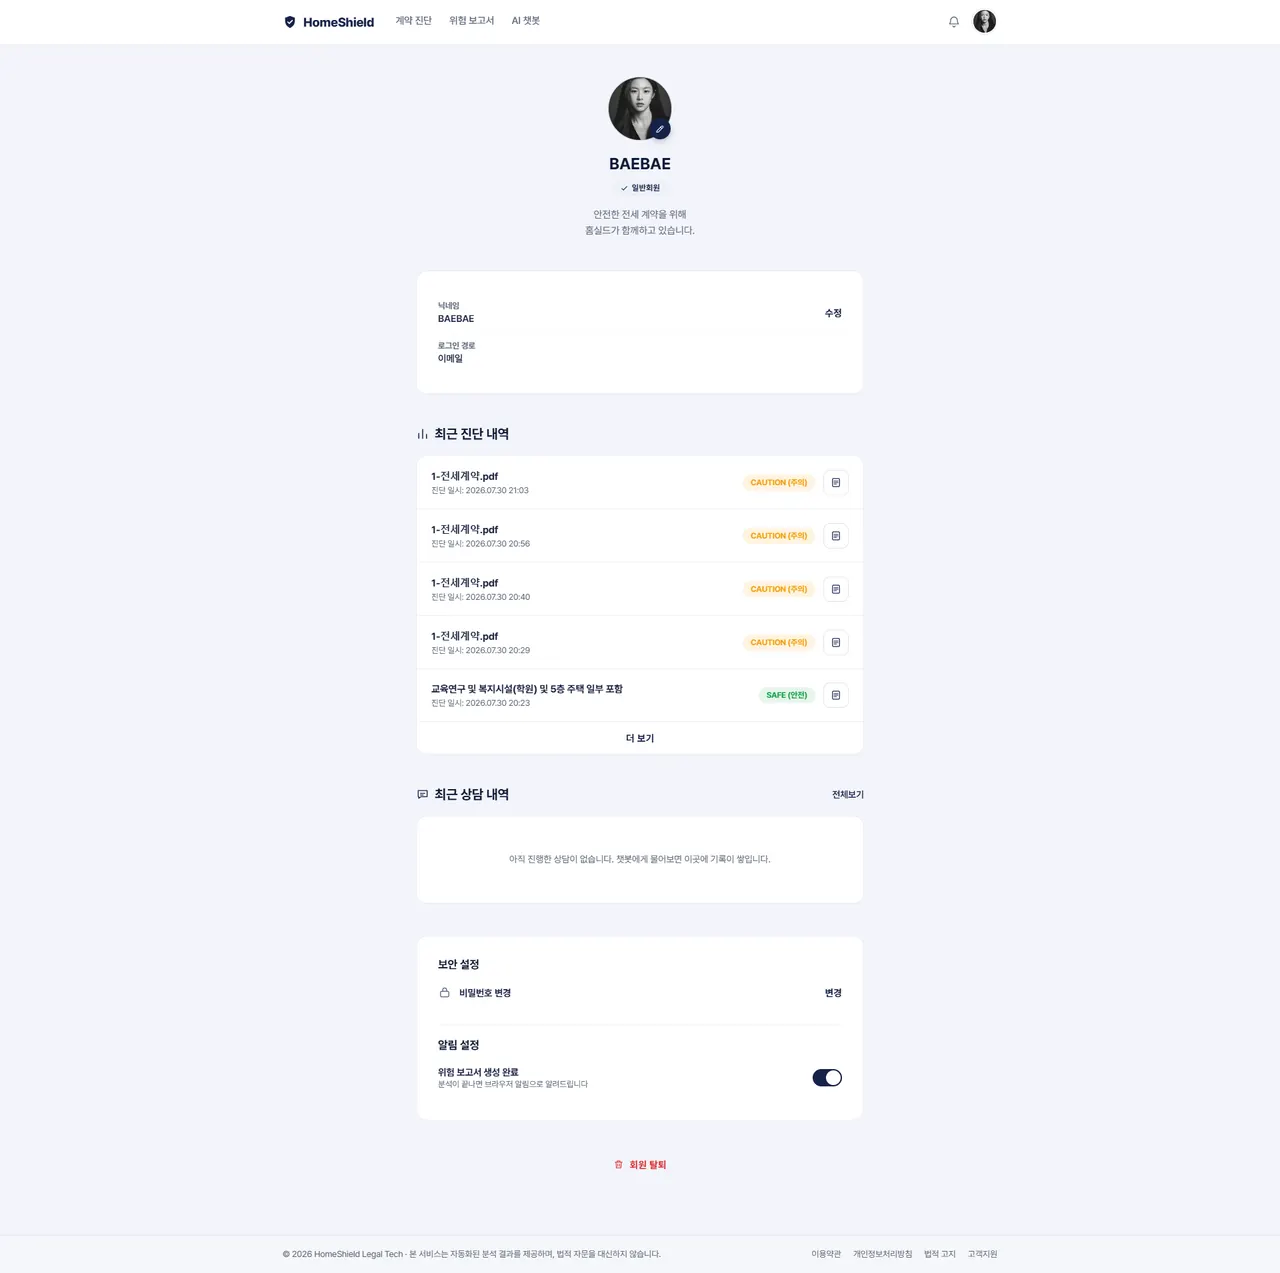 HomeShield
계약 진단
위험 보고서
AI 챗봇
BAEBAE
일반회원
안전한 전세 계약을 위해
홈실드가 함께하고 있습니다.
닉네임
BAEBAE
수정
로그인 경로
이메일
최근 진단 내역
1-전세계약.pdf
진단 일시: 2026.07.30 21:03
CAUTION (주의)
1-전세계약.pdf
진단 일시: 2026.07.30 20:56
CAUTION (주의)
1-전세계약.pdf
진단 일시: 2026.07.30 20:40
CAUTION (주의)
1-전세계약.pdf
진단 일시: 2026.07.30 20:29
CAUTION (주의)
교육연구 및 복지시설(학원) 및 5층 주택 일부 포함
진단 일시: 2026.07.30 20:23
SAFE (안전)
더 보기
최근 상담 내역
전체보기
아직 진행한 상담이 없습니다. 챗봇에게 물어보면 이곳에 기록이 쌓입니다.
보안 설정
비밀번호 변경
변경
알림 설정
위험 보고서 생성 완료
분석이 끝나면 브라우저 알림으로 알려드립니다
회원 탈퇴
© 2026 HomeShield Legal Tech · 본 서비스는 자동화된 분석 결과를 제공하며, 법적 자문을 대신하지 않습니다.
이용약관
개인정보처리방침
법적 고지
고객지원